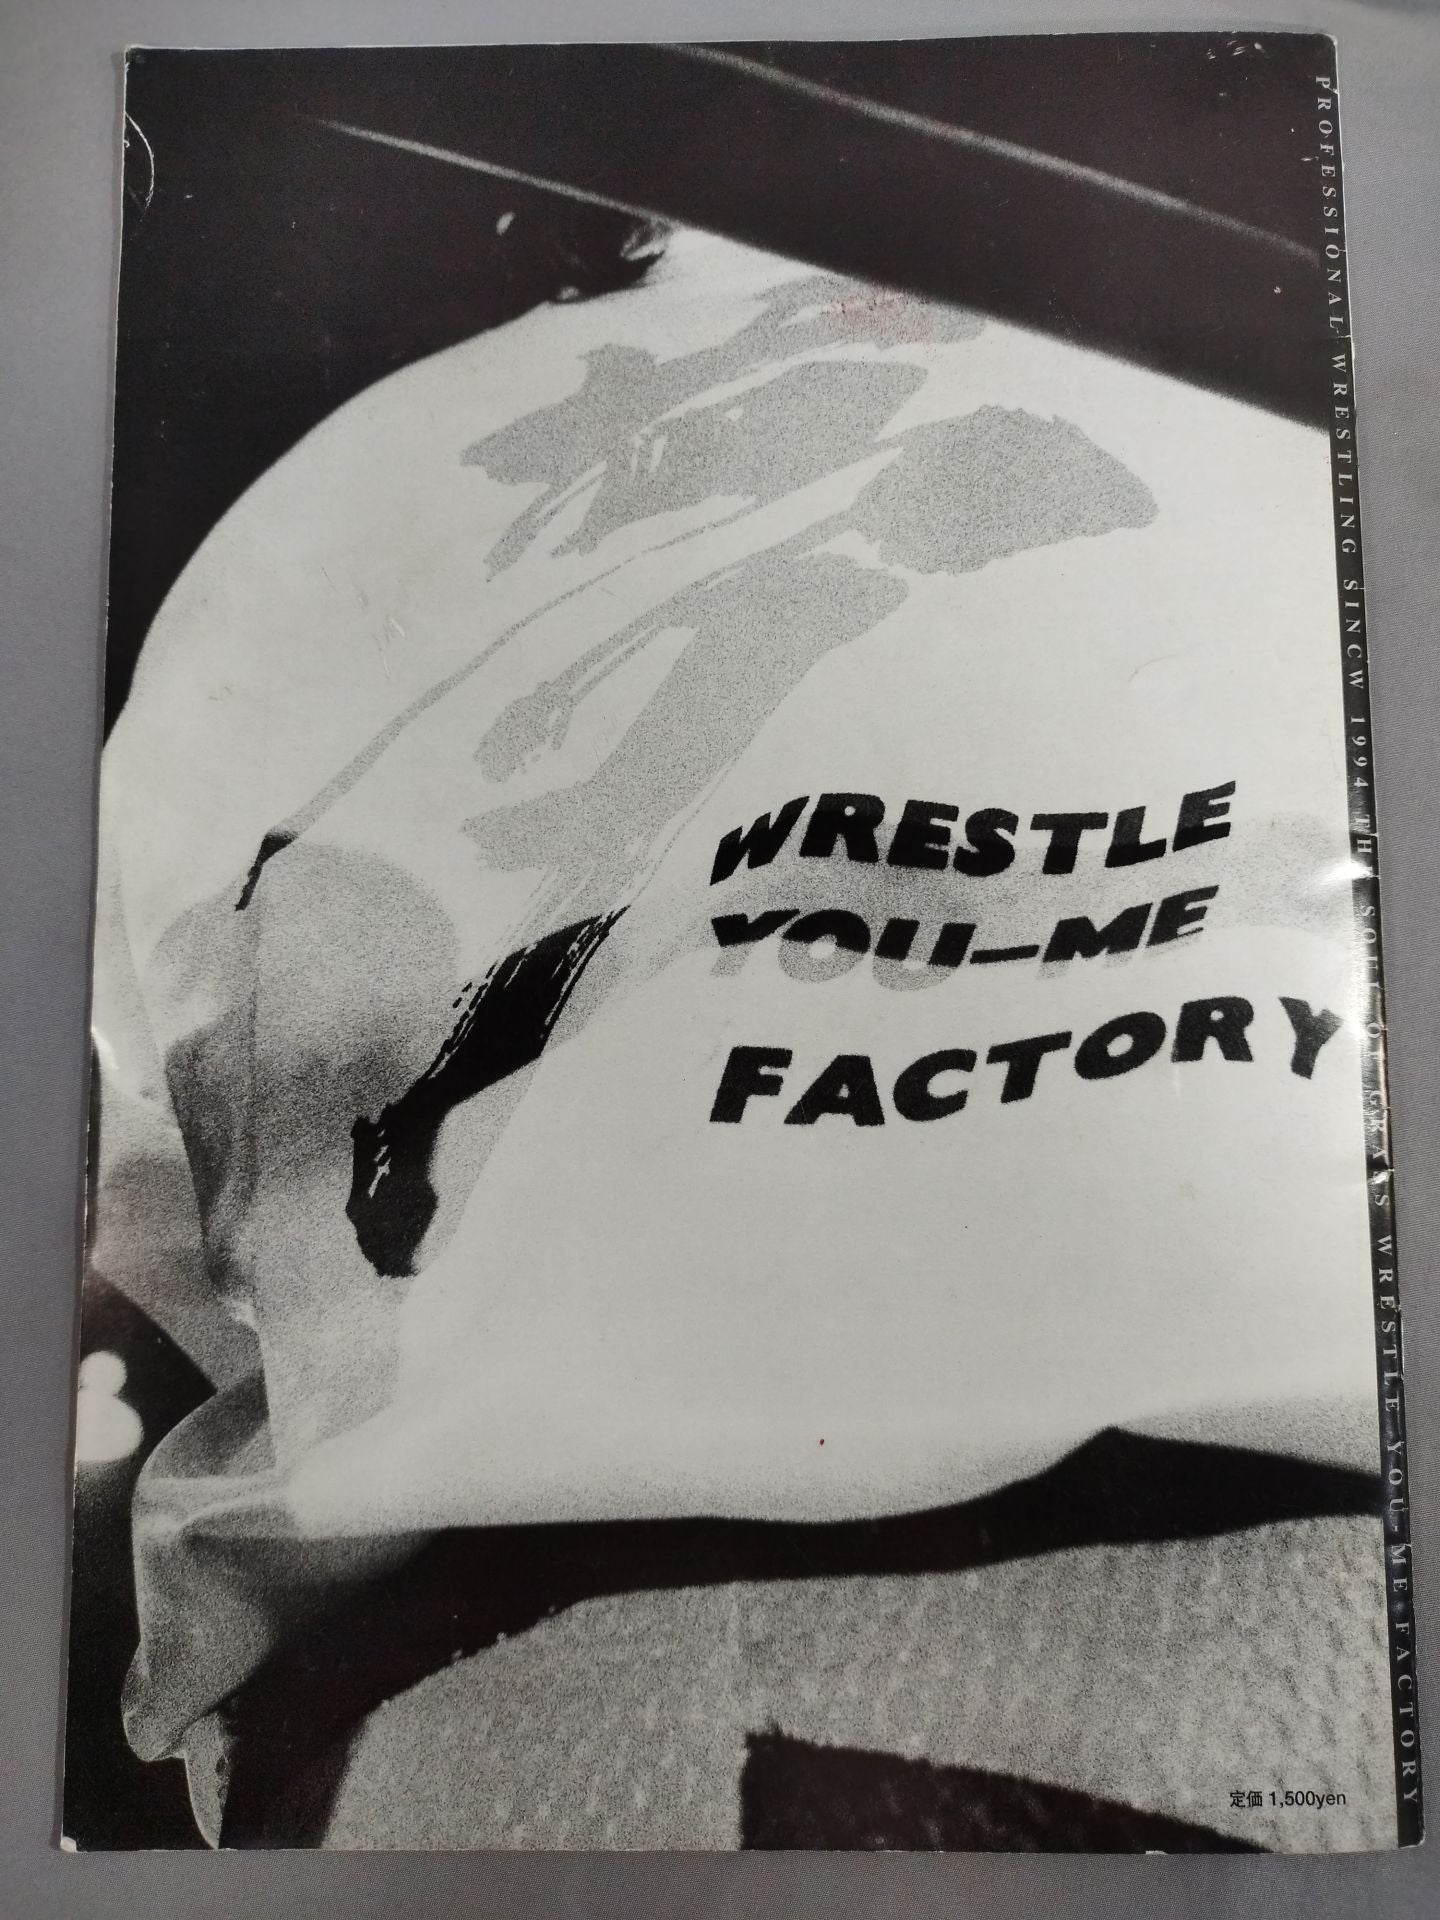 WRESTLE
YOU–ME
FACTORY
PROFESSIONAL WRESTLING SINCW 1994 THE SOUL OF GRASS WRESTLE YOU-ME FACTORY
定価 1,500yen